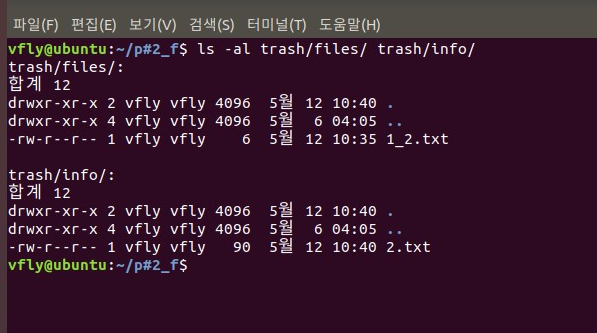 파일(F) 편집(E) 보기(V) 검색(S) 터미널(T) 도움말(H)
vfly@ubuntu:~/p#2_f$ ls -al trash/files/ trash/info/
trash/files/:
합계 12
drwxr-xr-x 2 vfly vfly 4096  5월 12 10:40 .
drwxr-xr-x 4 vfly vfly 4096  5월  6 04:05 ..
-rw-r--r-- 1 vfly vfly    6  5월 12 10:35 1_2.txt

trash/info/:
합계 12
drwxr-xr-x 2 vfly vfly 4096  5월 12 10:40 .
drwxr-xr-x 4 vfly vfly 4096  5월  6 04:05 ..
-rw-r--r-- 1 vfly vfly   90  5월 12 10:40 2.txt
vfly@ubuntu:~/p#2_f$